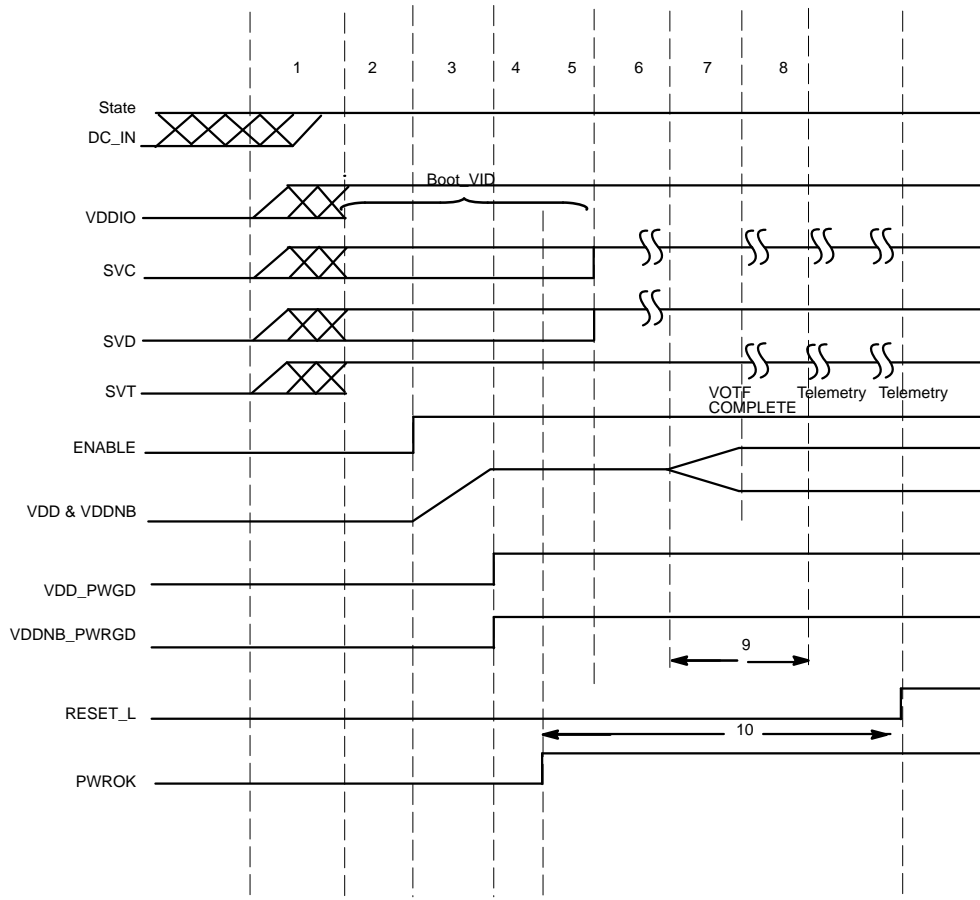 1 2 3 4 5 6 7 8
State
DC_IN
Boot_VID
VDDIO
SVC
SVD
SVT
VOTF Telemetry Telemetry
COMPLETE
ENABLE
VDD & VDDNB
VDD_PWGD
VDDNB_PWRGD
9
RESET_L
10
PWROK